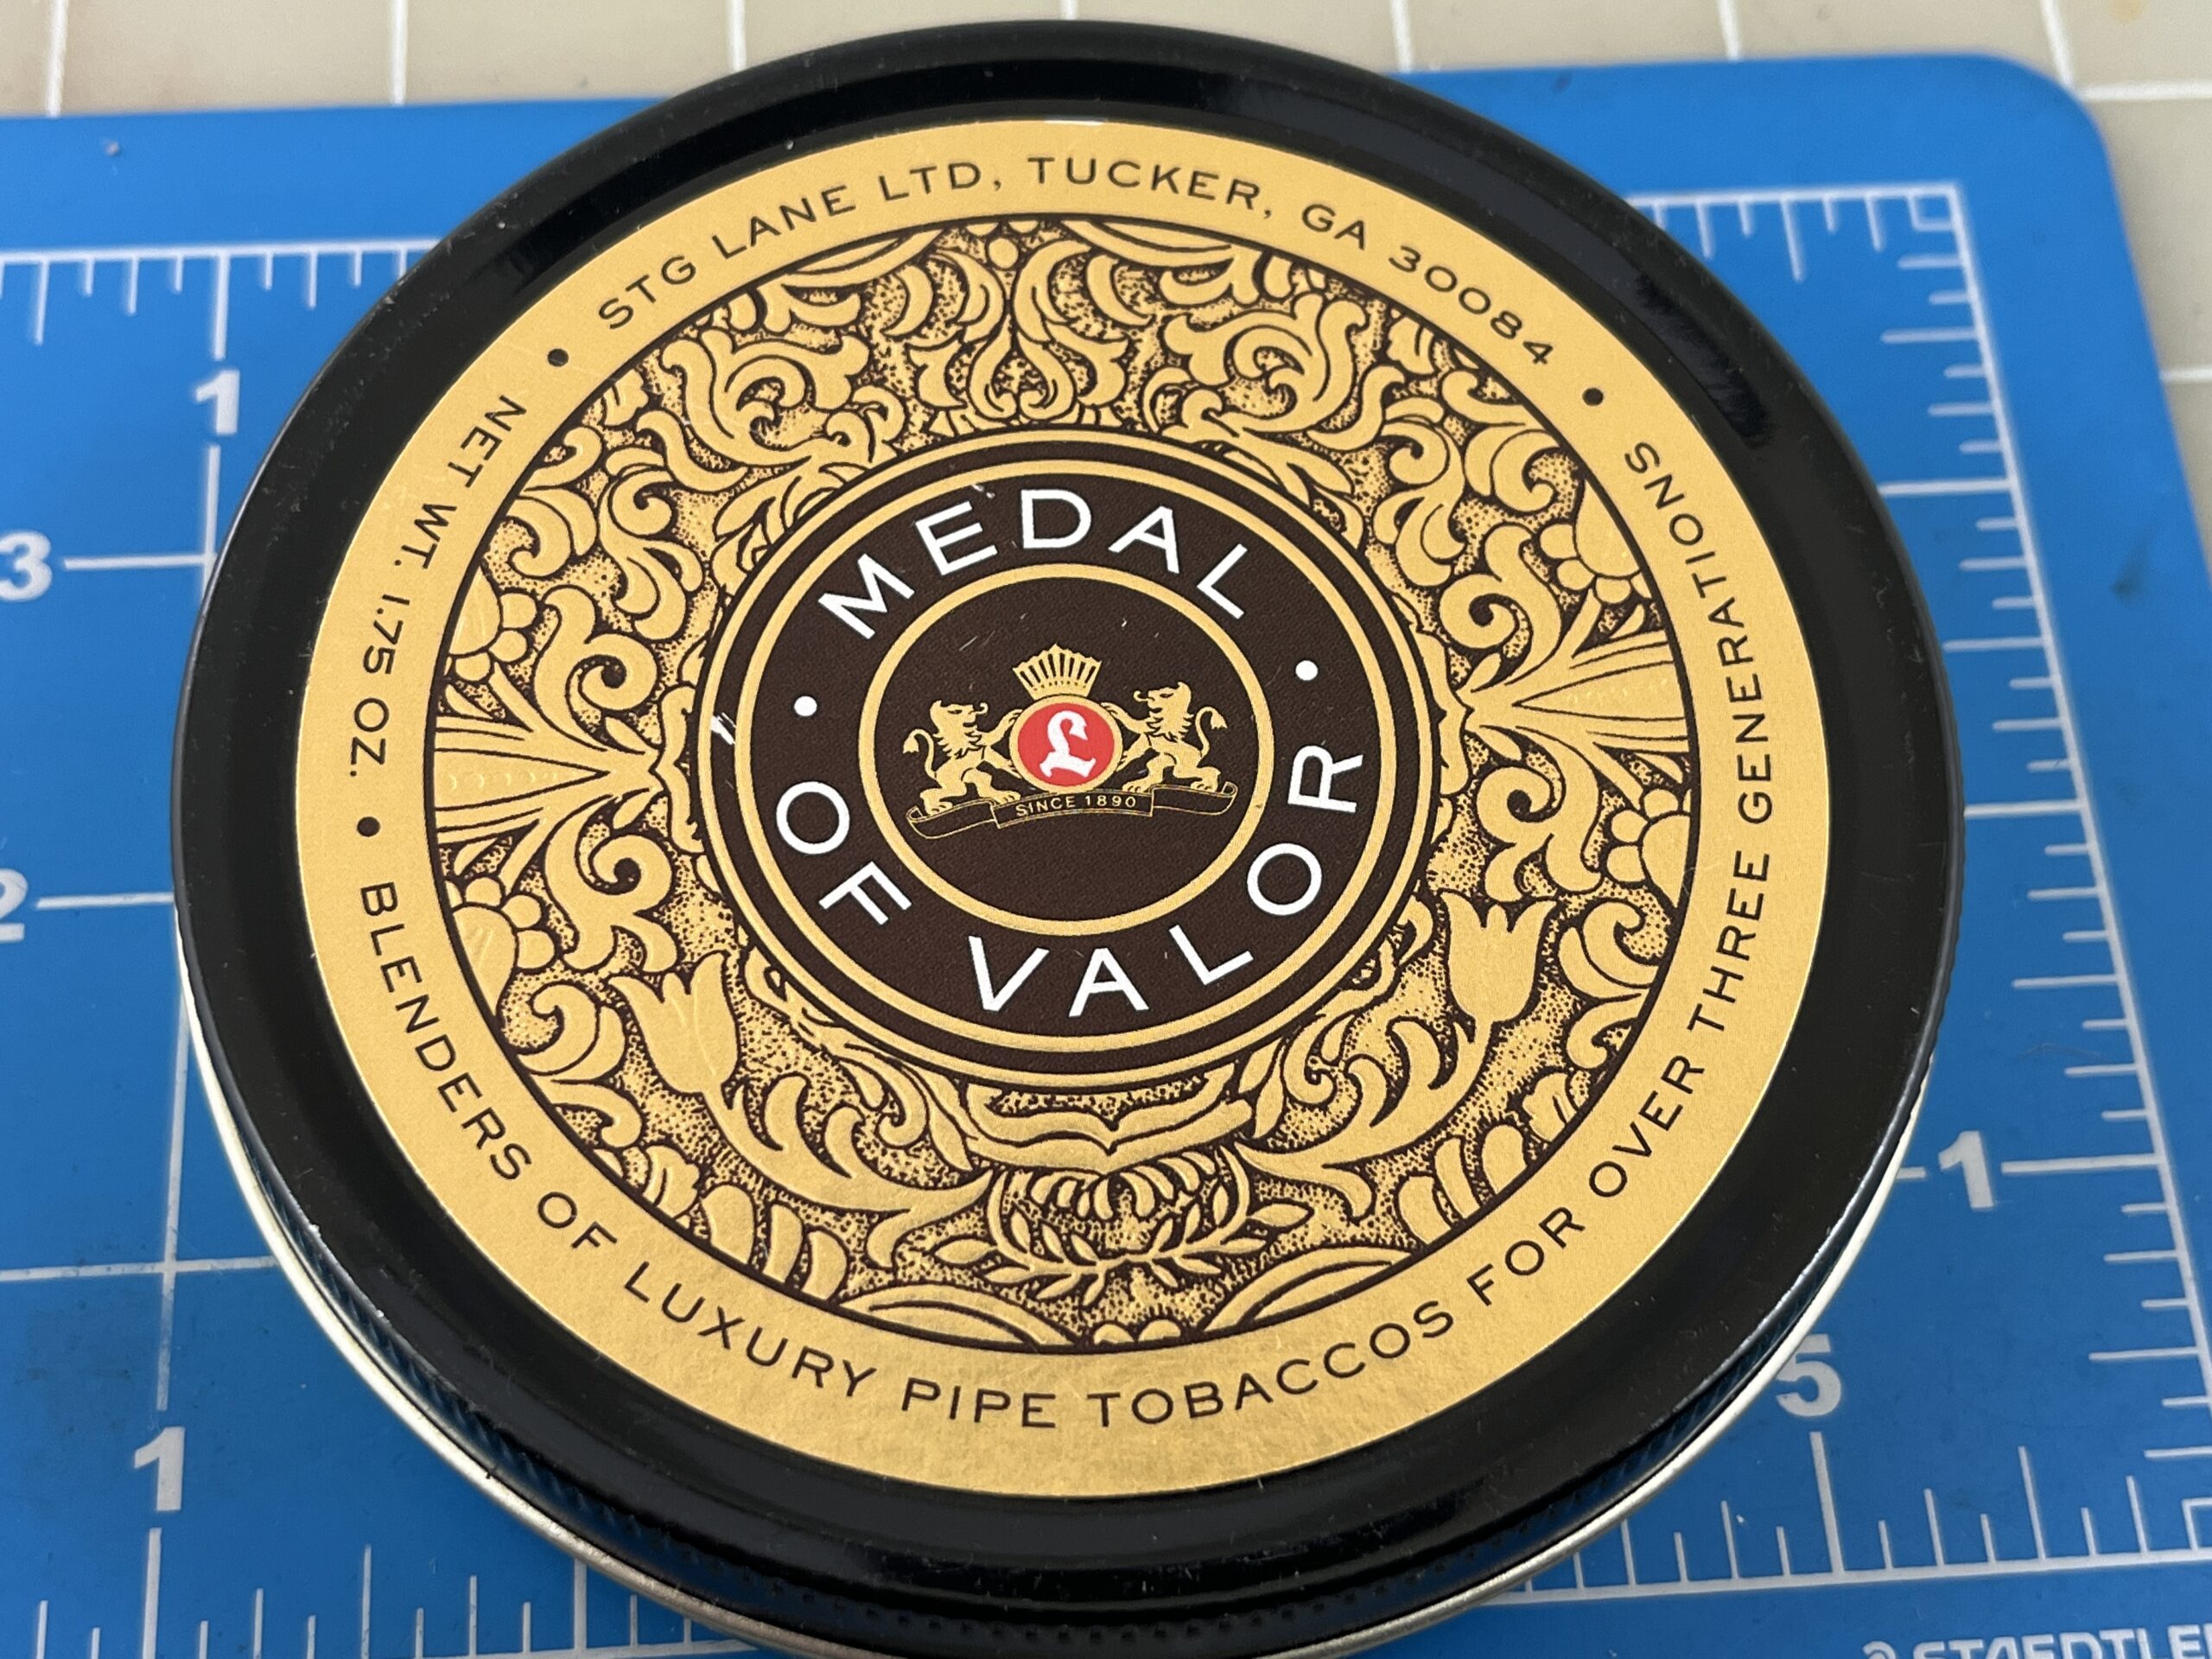 STG LANE LTD, TUCKER, GA 30084 •
NET WT. 1.75 OZ. •
BLENDERS OF LUXURY PIPE TOBACCOS FOR OVER THREE GENERATIONS •
MEDAL
• OF VALOR •
L
SINCE 1890
1
3
2
1
1
5
STAEDTLER